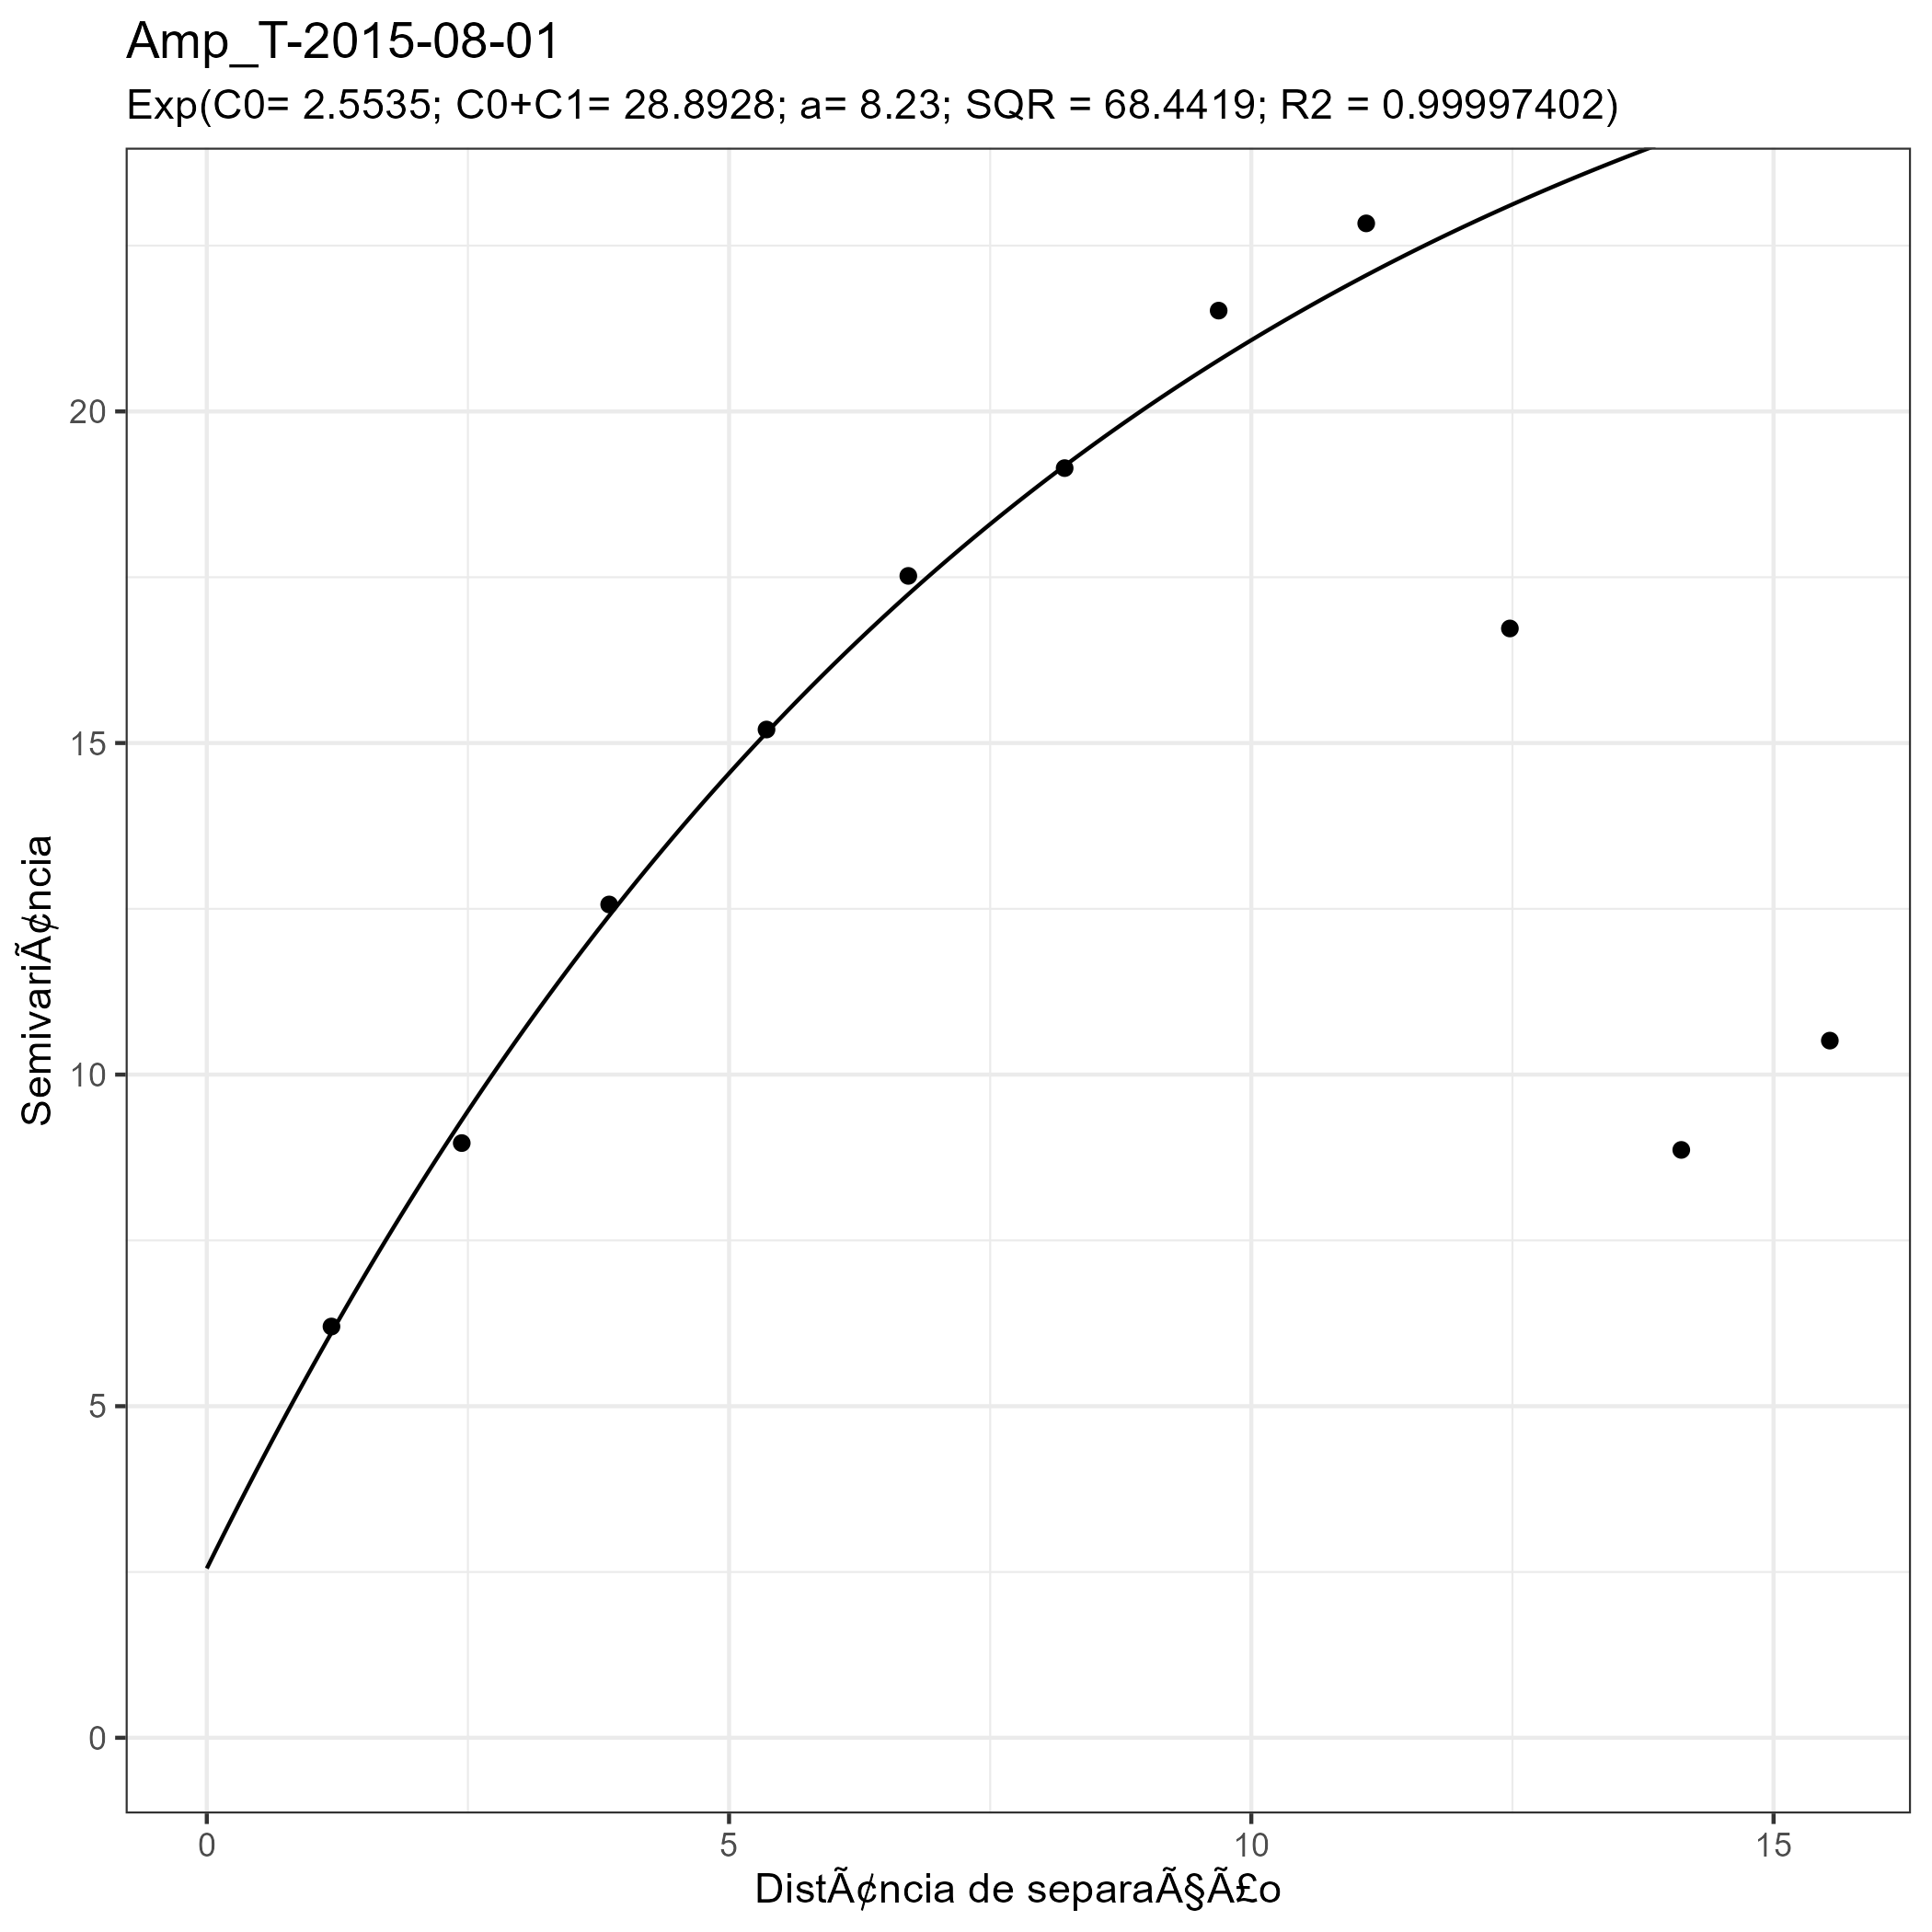 Amp_T-2015-08-01
Exp(C0= 2.5535; C0+C1= 28.8928; a= 8.23; SQR = 68.4419; R2 = 0.99997402)
SemivariÃ¢ncia
20
15
10
5
0
0 5 10 15
DistÃ¢ncia de separaÃ§Ã£o